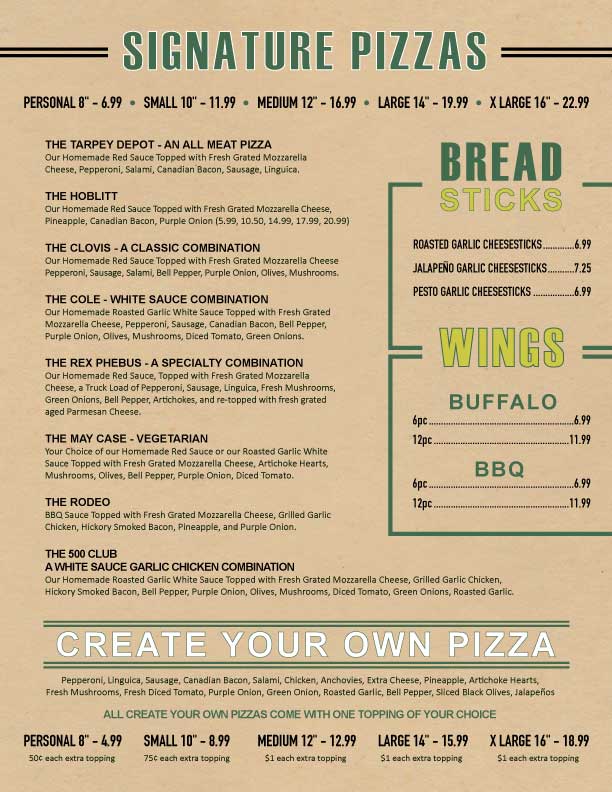 SIGNATURE PIZZAS
PERSONAL 8" - 6.99 • SMALL 10" - 11.99 • MEDIUM 12" - 16.99 • LARGE 14" - 19.99 • X LARGE 16" - 22.99
THE TARPEY DEPOT - AN ALL MEAT PIZZA
Our Homemade Red Sauce Topped with Fresh Grated Mozzarella
Cheese, Pepperoni, Salami, Canadian Bacon, Sausage, Linguica.
THE HOBLITT
Our Homemade Red Sauce Topped with Fresh Grated Mozzarella Cheese,
Pineapple, Canadian Bacon, Purple Onion (5.99, 10.50, 14.99, 17.99, 20.99)
THE CLOVIS - A CLASSIC COMBINATION
Our Homemade Red Sauce Topped with Fresh Grated Mozzarella Cheese
Pepperoni, Sausage, Salami, Bell Pepper, Purple Onion, Olives, Mushrooms.
THE COLE - WHITE SAUCE COMBINATION
Our Homemade Roasted Garlic White Sauce Topped with Fresh Grated
Mozzarella Cheese, Pepperoni, Sausage, Canadian Bacon, Bell Pepper,
Purple Onion, Olives, Mushrooms, Diced Tomato, Green Onions.
THE REX PHEBUS - A SPECIALTY COMBINATION
Our Homemade Red Sauce, Topped with Fresh Grated Mozzarella
Cheese, a Truck Load of Pepperoni, Sausage, Linguica, Fresh Mushrooms,
Green Onions, Bell Pepper, Artichokes, and re-topped with fresh grated
aged Parmesan Cheese.
THE MAY CASE - VEGETARIAN
Your Choice of our Homemade Red Sauce or our Roasted Garlic White
Sauce Topped with Fresh Grated Mozzarella Cheese, Artichoke Hearts,
Mushrooms, Olives, Bell Pepper, Purple Onion, Diced Tomato.
THE RODEO
BBQ Sauce Topped with Fresh Grated Mozzarella Cheese, Grilled Garlic
Chicken, Hickory Smoked Bacon, Pineapple, and Purple Onion.
THE 500 CLUB
A WHITE SAUCE GARLIC CHICKEN COMBINATION
Our Homemade Roasted Garlic White Sauce Topped with Fresh Grated Mozzarella Cheese, Grilled Garlic Chicken,
Hickory Smoked Bacon, Bell Pepper, Purple Onion, Olives, Mushrooms, Diced Tomato, Green Onions, Roasted Garlic.
BREAD
STICKS
ROASTED GARLIC CHEESESTICKS.............6.99
JALAPEÑO GARLIC CHEESESTICKS...........7.25
PESTO GARLIC CHEESESTICKS .................6.99
WINGS
BUFFALO
6pc ............................................................6.99
12pc .........................................................11.99
BBQ
6pc ............................................................6.99
12pc .........................................................11.99
CREATE YOUR OWN PIZZA
Pepperoni, Linguica, Sausage, Canadian Bacon, Salami, Chicken, Anchovies, Extra Cheese, Pineapple, Artichoke Hearts,
Fresh Mushrooms, Fresh Diced Tomato, Purple Onion, Green Onion, Roasted Garlic, Bell Pepper, Sliced Black Olives, Jalapeños
ALL CREATE YOUR OWN PIZZAS COME WITH ONE TOPPING OF YOUR CHOICE
PERSONAL 8" - 4.99 SMALL 10" - 8.99 MEDIUM 12" - 12.99 LARGE 14" - 15.99 X LARGE 16" - 18.99
50¢ each extra topping 75¢ each extra topping $1 each extra topping $1 each extra topping $1 each extra topping